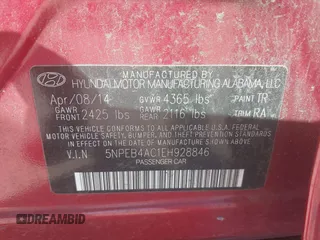 HYUNDAI MOTOR MANUFACTURING ALABAMA, LLC
Apr/08/14 GVWR 4365 lbs PAINT TR
GAWR FRONT 2425 lbs GAWR REAR 2116 lbs TRIM RA
THIS VEHICLE CONFORMS TO ALL APPLICABLE
FEDERAL MOTOR VEHICLE SAFETY, BUMPER, AND
THEFT PREVENTION STANDARDS IN EFFECT ON
THE DATE OF MANUFACTURE SHOWN ABOVE.
MADE IN U.S.A.
V.I.N 5NPEB4AC1EH928846
PASSENGER CAR
DREAMBID